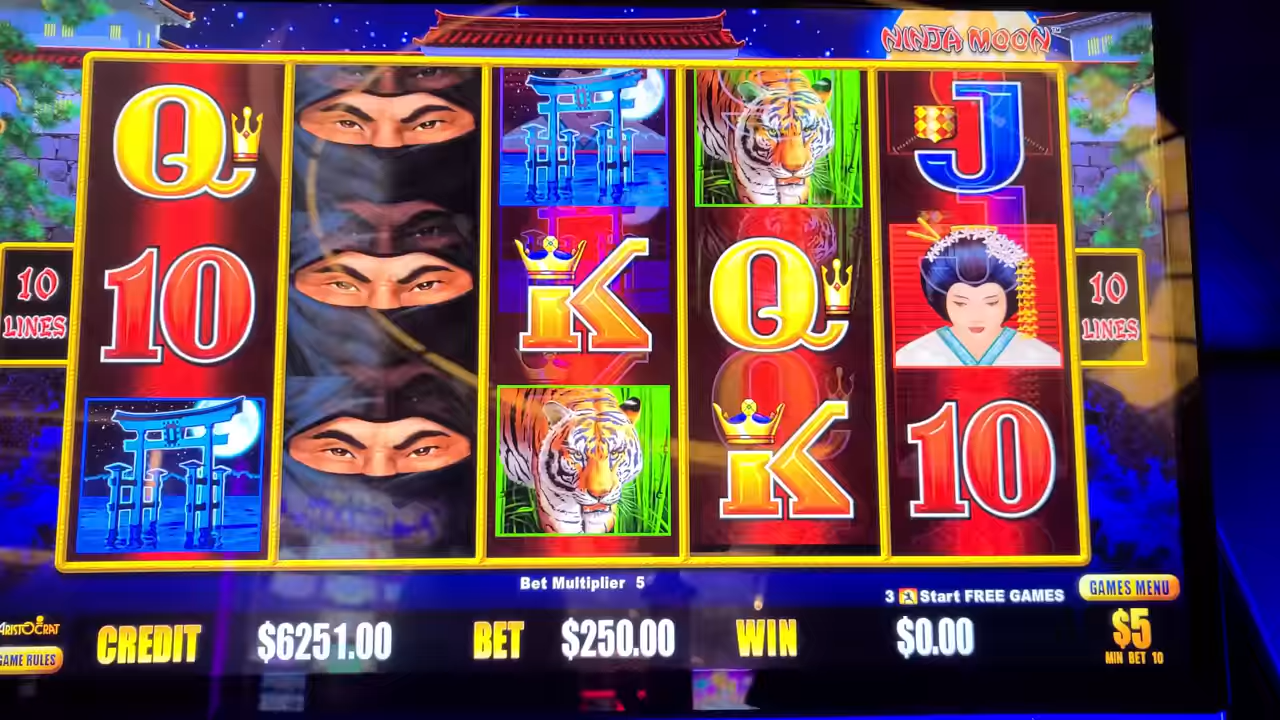 NINJA MOON™
Q
J
10
LINES
10
K
Q
10
LINES
K
10
Bet Multiplier 5
3 Start FREE GAMES
GAMES MENU
ARISTOCRAT
GAME RULES
CREDIT $6251.00 BET $250.00 WIN $0.00
$5
MIN BET 10